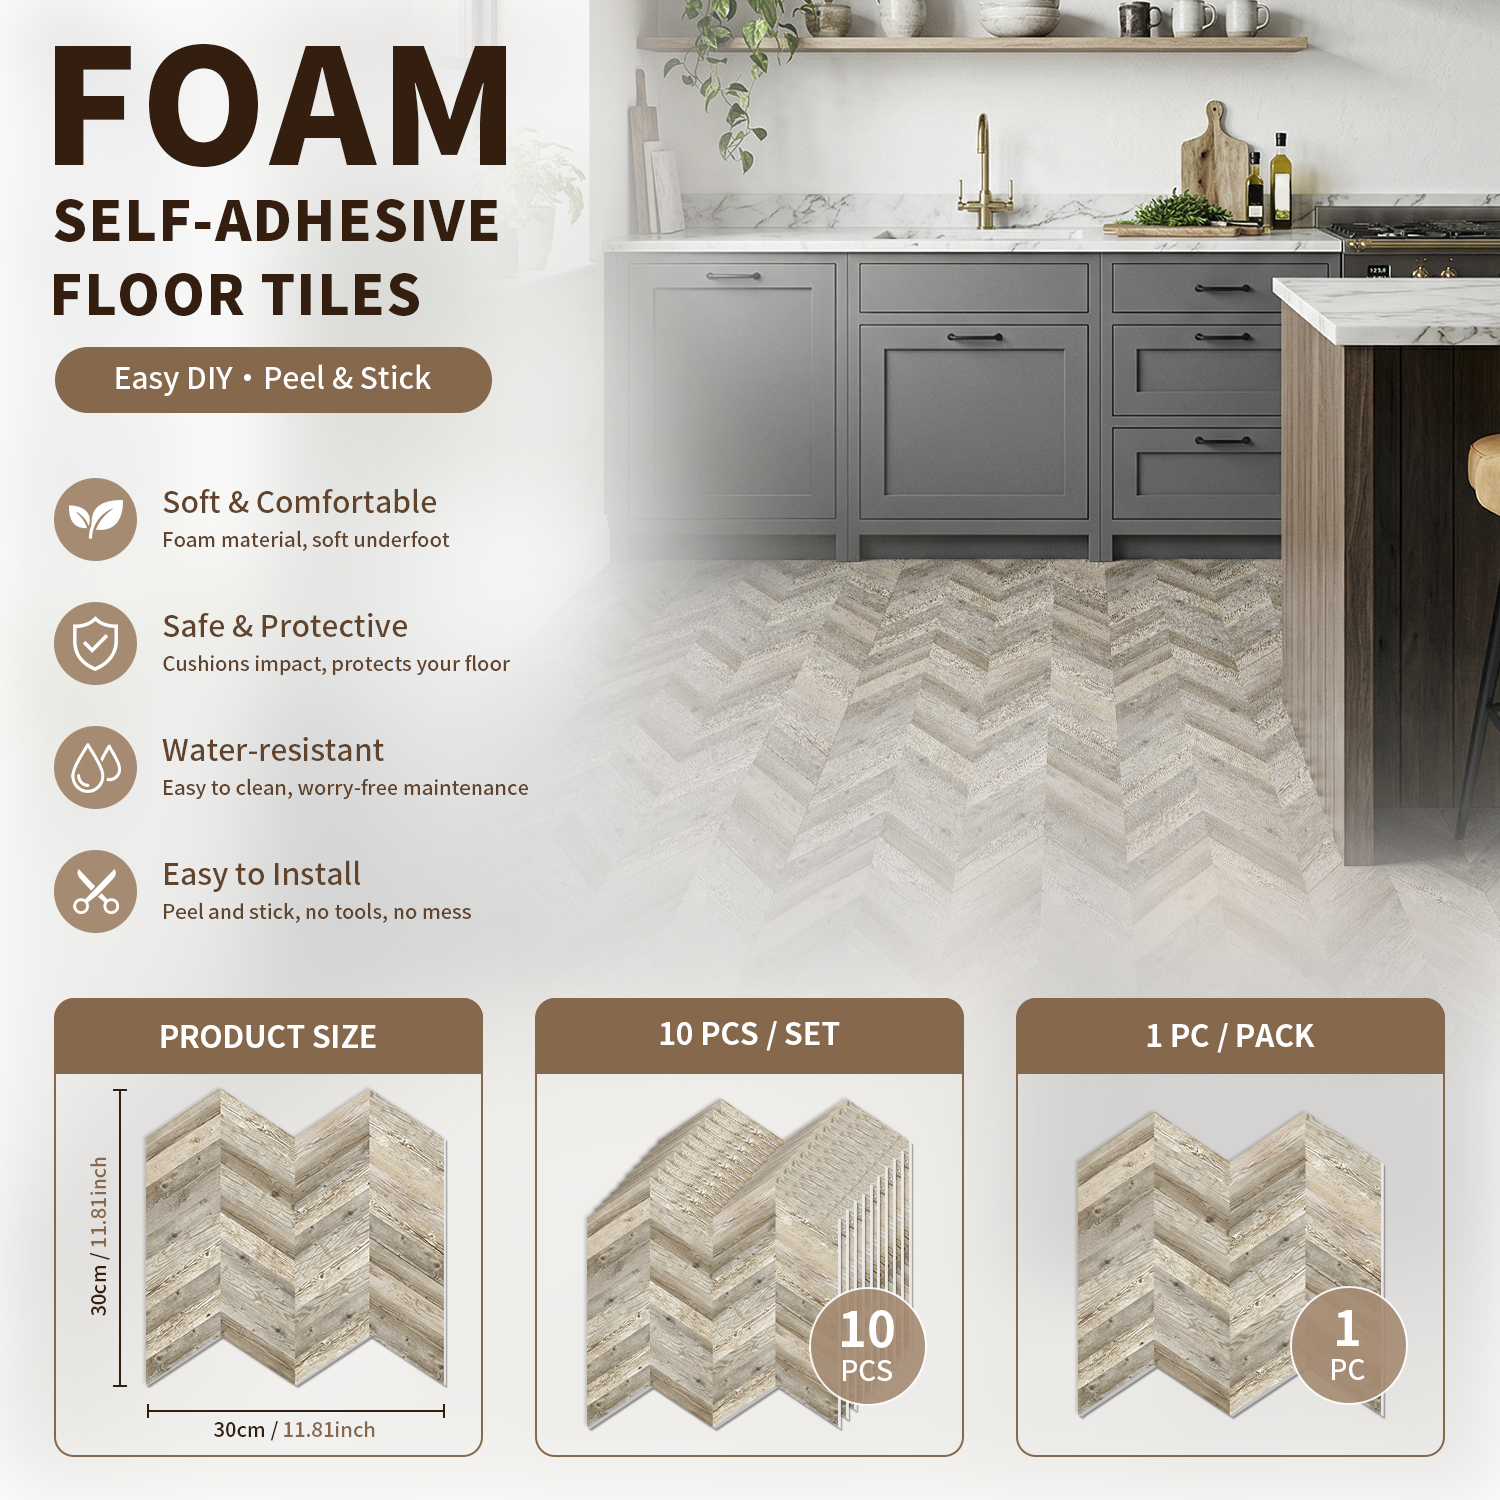 FOAM
SELF-ADHESIVE
FLOOR TILES
Easy DIY • Peel & Stick
Soft & Comfortable
Foam material, soft underfoot
Safe & Protective
Cushions impact, protects your floor
Water-resistant
Easy to clean, worry-free maintenance
Easy to Install
Peel and stick, no tools, no mess
PRODUCT SIZE
30cm / 11.81inch
30cm / 11.81inch
10 PCS / SET
10
PCS
1 PC / PACK
1
PC